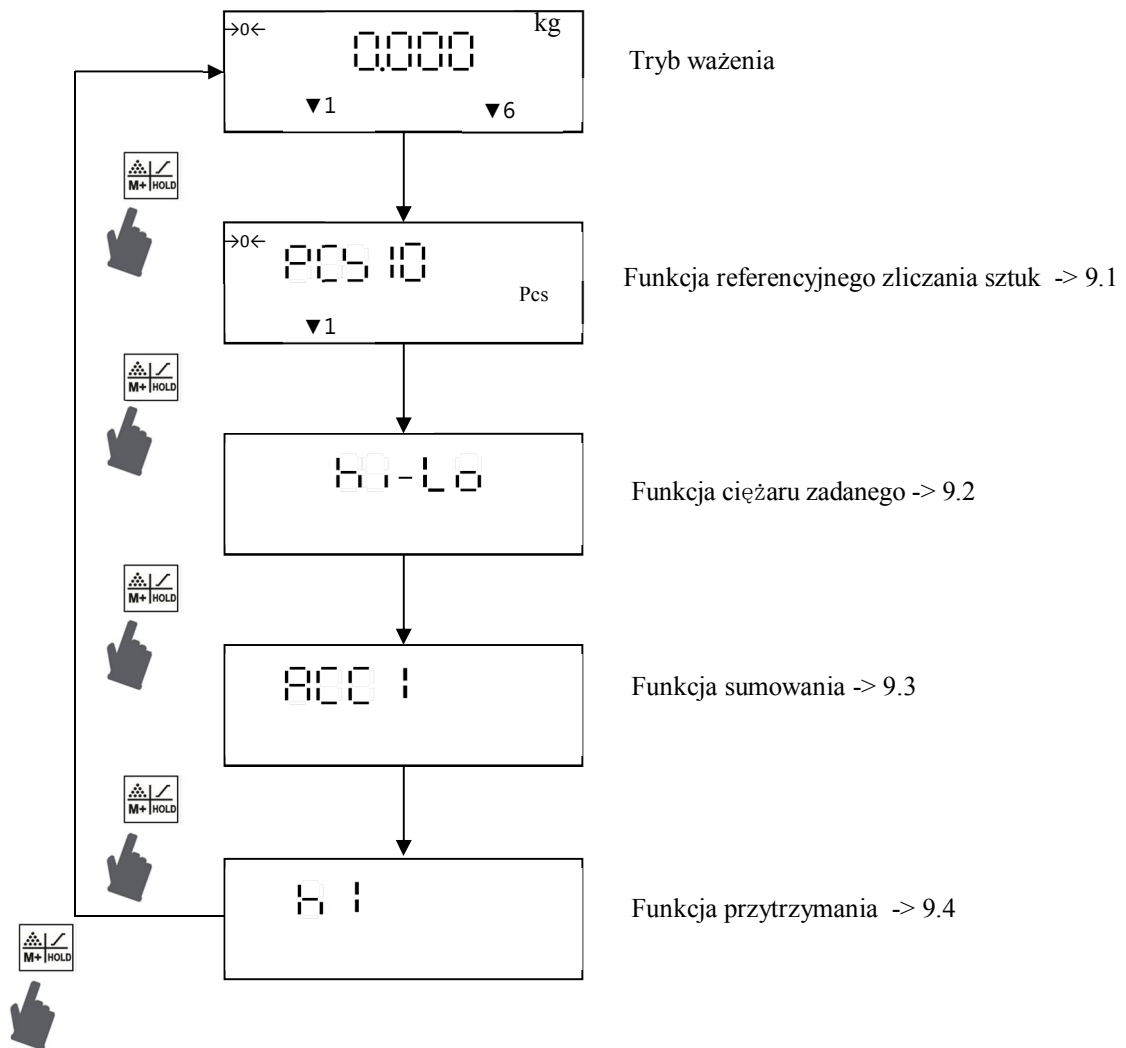 →0← 0.000 kg
▼1 ▼6
Tryb ważenia
M+ HOLD
→0← PCS 10
Pcs
▼1
Funkcja referencyjnego zliczania sztuk -> 9.1
M+ HOLD
hi-Lo
Funkcja ciężaru zadanego -> 9.2
M+ HOLD
ACC 1
Funkcja sumowania -> 9.3
M+ HOLD
h 1
Funkcja przytrzymania -> 9.4
M+ HOLD